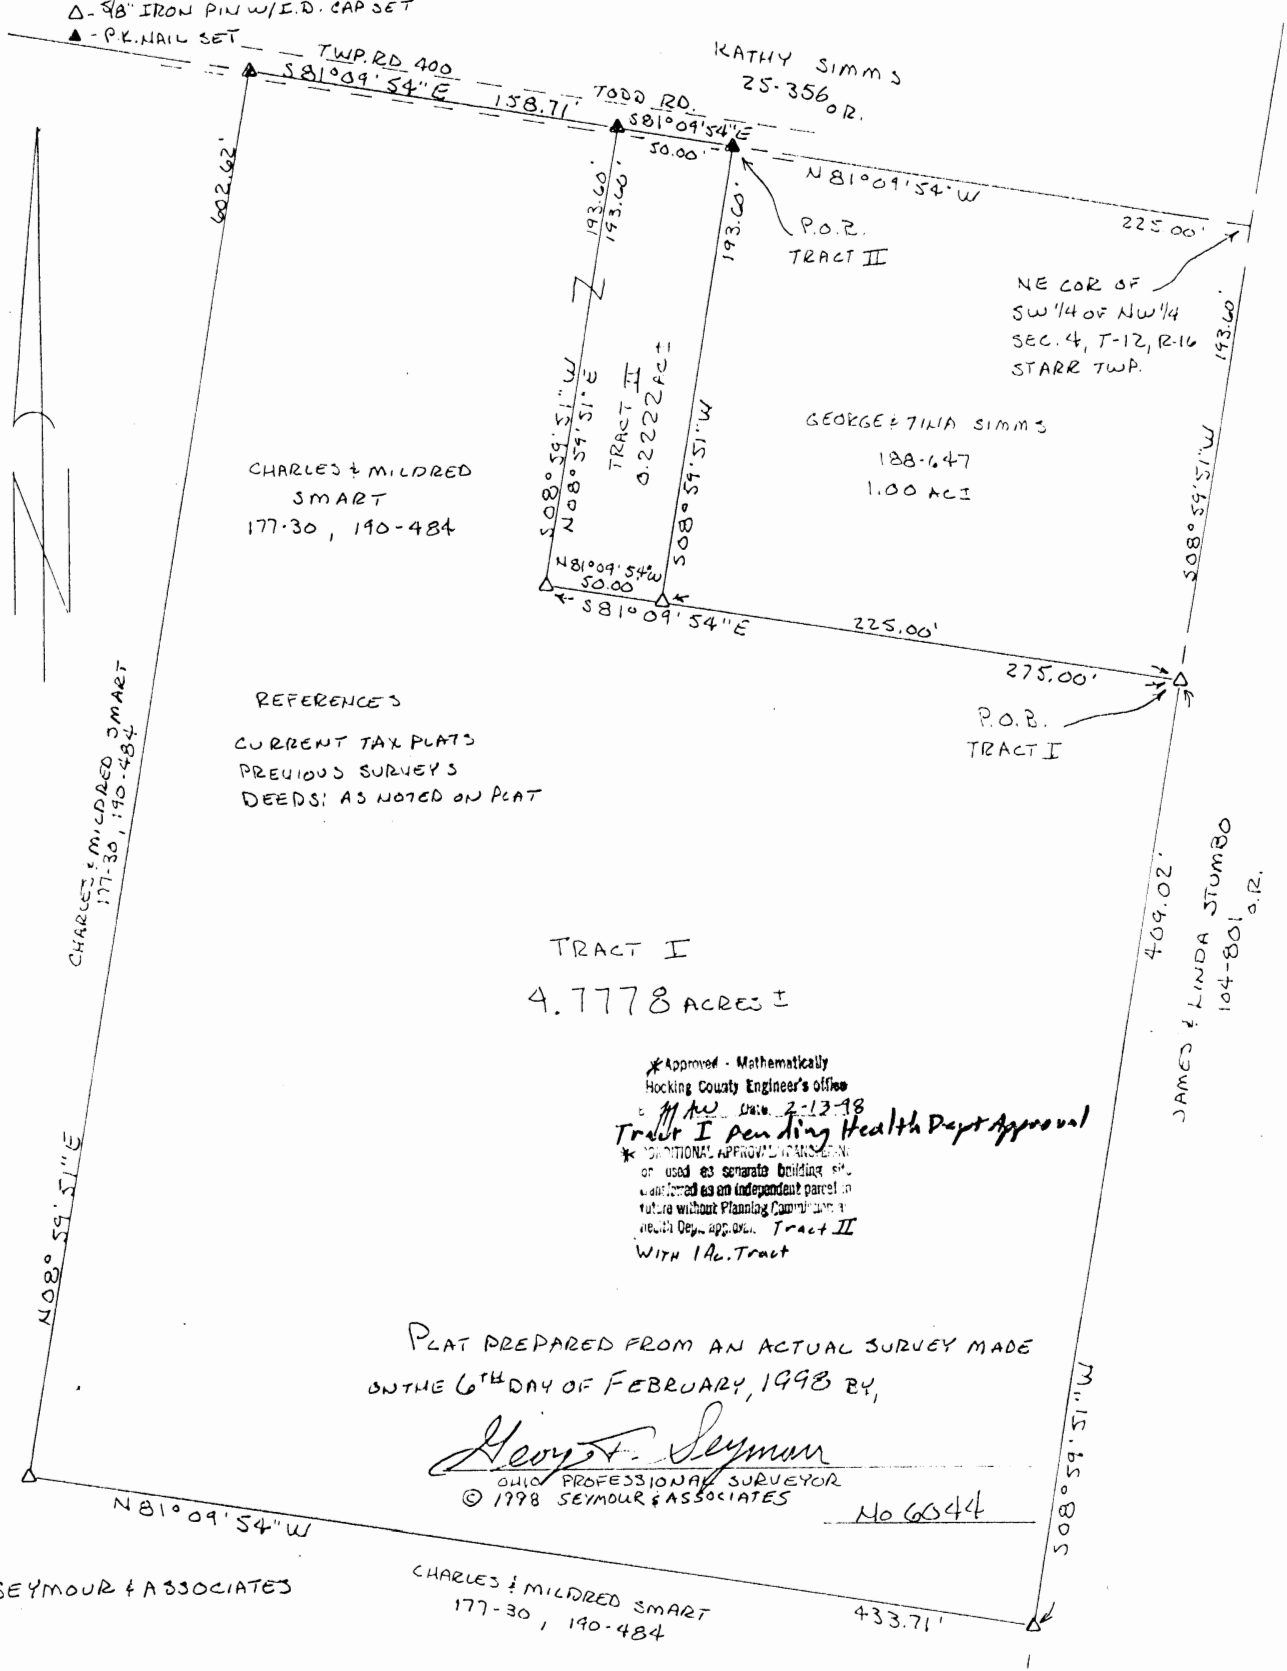 △ - 5/8" IRON PIN W/I.D. CAP SET
▲ - P.K. NAIL SET
TWP. RD 400
S81°09'54"E
158.71'
TODD RD.
S81°09'54"E
50.00'
KATHY SIMMS
25-356 O.R.
N81°09'54"W
225.00'
602.62'
193.60'
193.60'
193.60'
P.O.B.
TRACT II
NE COR OF
SW 1/4 OF NW 1/4
SEC. 4, T-12, R-16
STARR TWP.
193.60'
S08°59'51"W
N08°59'51"E
TRACT II
0.2222 AC±
S08°59'51"W
GEORGE & TINA SIMMS
188-647
1.00 AC±
S08°59'51"W
CHARLES & MILDRED
SMART
177-30, 190-484
N81°09'54"W
50.00'
S81°09'54"E
225.00'
275.00'
P.O.B.
TRACT I
REFERENCES
CURRENT TAX PLATS
PREVIOUS SURVEYS
DEEDS: AS NOTED ON PLAT
CHARLES & MILDRED SMART
177-30, 190-484
N08°59'51"E
409.02'
JAMES & LINDA STUMBO
104-801 O.R.
S08°59'51"W
TRACT I
4.7778 ACRES ±
* Approved - Mathematically
Hocking County Engineer's office
MAW Date 2-13-98
Tract I pending Health Dept Approval
* CONDITIONAL APPROVAL/TRANSFER N
or used as separate building sit
transferred as an independent parcel in
future without Planning Commission
Health Dep. approval. Tract II
WITH 1 Ac. Tract
PLAT PREPARED FROM AN ACTUAL SURVEY MADE
ON THE 6TH DAY OF FEBRUARY, 1998 BY,
George F. Seymour
OHIO PROFESSIONAL SURVEYOR
© 1998 SEYMOUR & ASSOCIATES
No 6044
N81°09'54"W
SEYMOUR & ASSOCIATES
CHARLES & MILDRED SMART
177-30, 190-484
433.71'